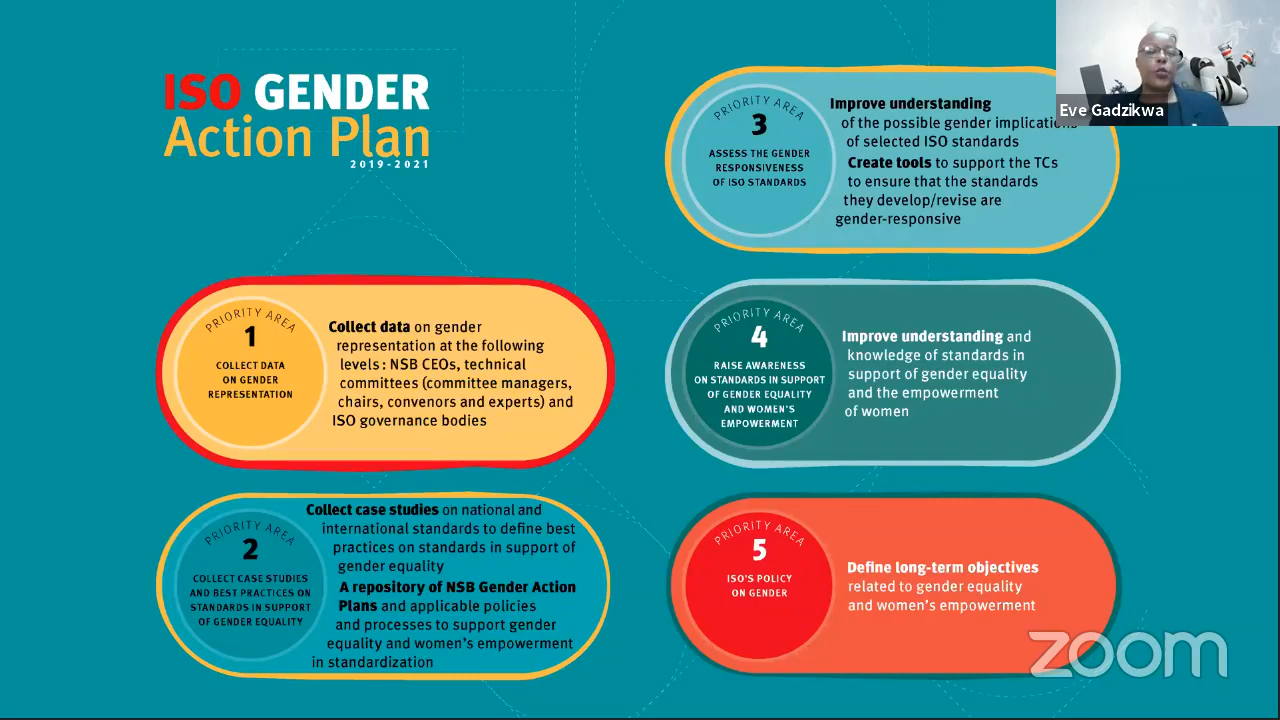 ISO GENDER
Action Plan
2019-2021
PRIORITY AREA
1
COLLECT DATA
ON GENDER
REPRESENTATION
Collect data on gender
representation at the following
levels : NSB CEOs, technical
committees (committee managers,
chairs, convenors and experts) and
ISO governance bodies
PRIORITY AREA
2
COLLECT CASE STUDIES
AND BEST PRACTICES ON
STANDARDS IN SUPPORT
OF GENDER EQUALITY
Collect case studies on national and
international standards to define best
practices on standards in support of
gender equality
A repository of NSB Gender Action
Plans and applicable policies
and processes to support gender
equality and women's empowerment
in standardization
PRIORITY AREA
3
ASSESS THE GENDER
RESPONSIVENESS
OF ISO STANDARDS
Improve understanding
of the possible gender implications
of selected ISO standards
Create tools to support the TCs
to ensure that the standards
they develop/revise are
gender-responsive
PRIORITY AREA
4
RAISE AWARENESS
ON STANDARDS IN SUPPORT
OF GENDER EQUALITY
AND WOMEN'S
EMPOWERMENT
Improve understanding and
knowledge of standards in
support of gender equality
and the empowerment
of women
PRIORITY AREA
5
ISO'S POLICY
ON GENDER
Define long-term objectives
related to gender equality
and women's empowerment
Eve Gadzikwa
zoom